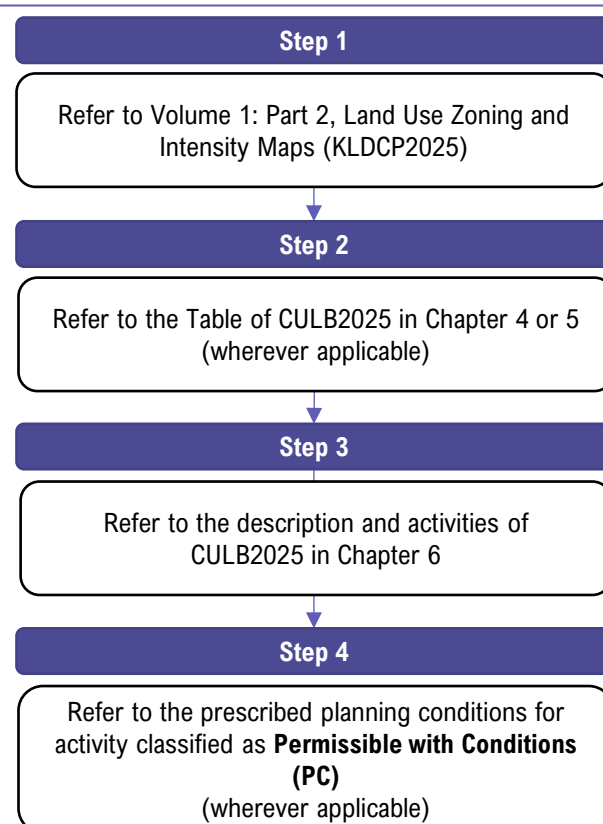 Step 1
Refer to Volume 1: Part 2, Land Use Zoning and
Intensity Maps (KLDCP2025)
Step 2
Refer to the Table of CULB2025 in Chapter 4 or 5
(wherever applicable)
Step 3
Refer to the description and activities of
CULB2025 in Chapter 6
Step 4
Refer to the prescribed planning conditions for
activity classified as Permissible with Conditions
(PC)
(wherever applicable)